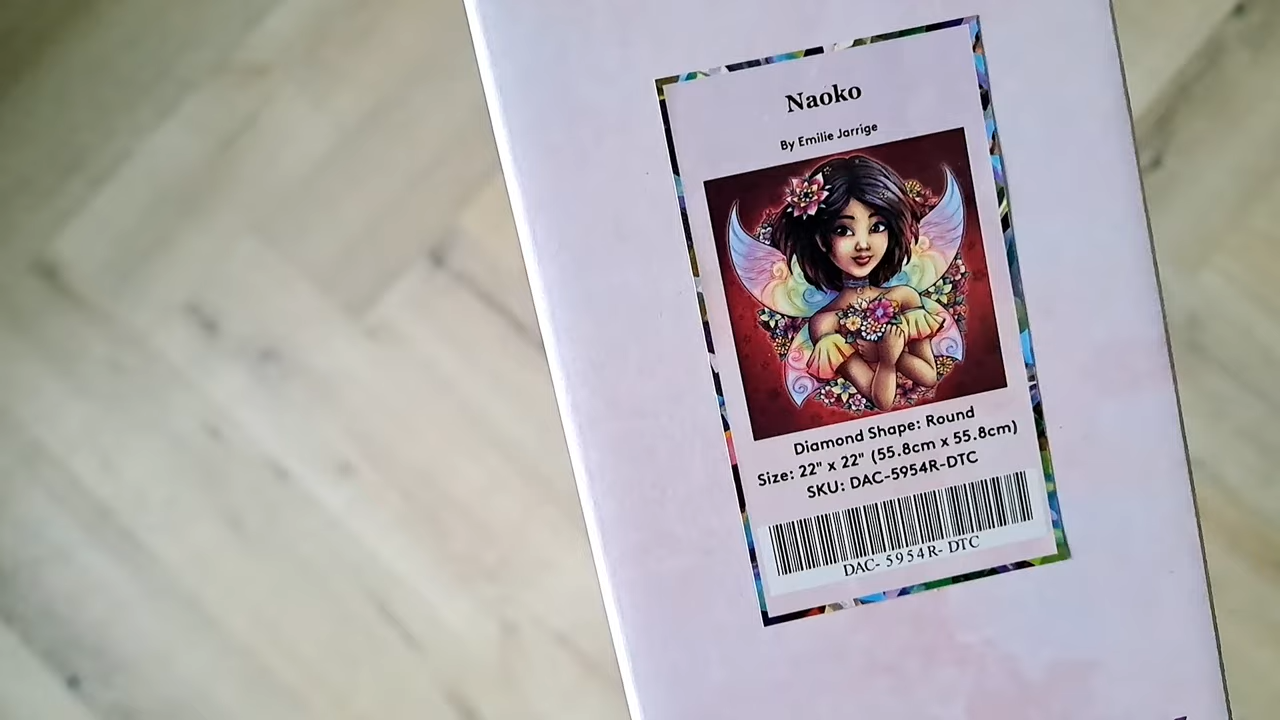 Naoko
By Emilie Jarrige
Diamond Shape: Round
Size: 22" x 22" (55.8cm x 55.8cm)
SKU: DAC-5954R-DTC
DAC- 5954R- DTC